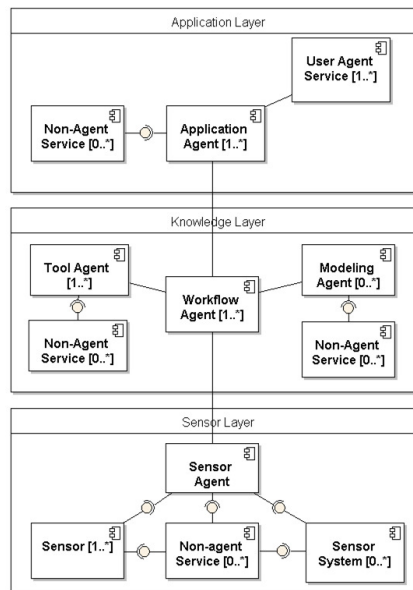 Application Layer
User Agent
Service [1..*]
Non-Agent
Service [0..*]
Application
Agent [1..*]
Knowledge Layer
Tool Agent
[1..*]
Modeling
Agent [0..*]
Workflow
Agent [1..*]
Non-Agent
Service [0..*]
Non-Agent
Service [0..*]
Sensor Layer
Sensor
Agent
Sensor [1..*]
Non-agent
Service [0..*]
Sensor
System [0..*]